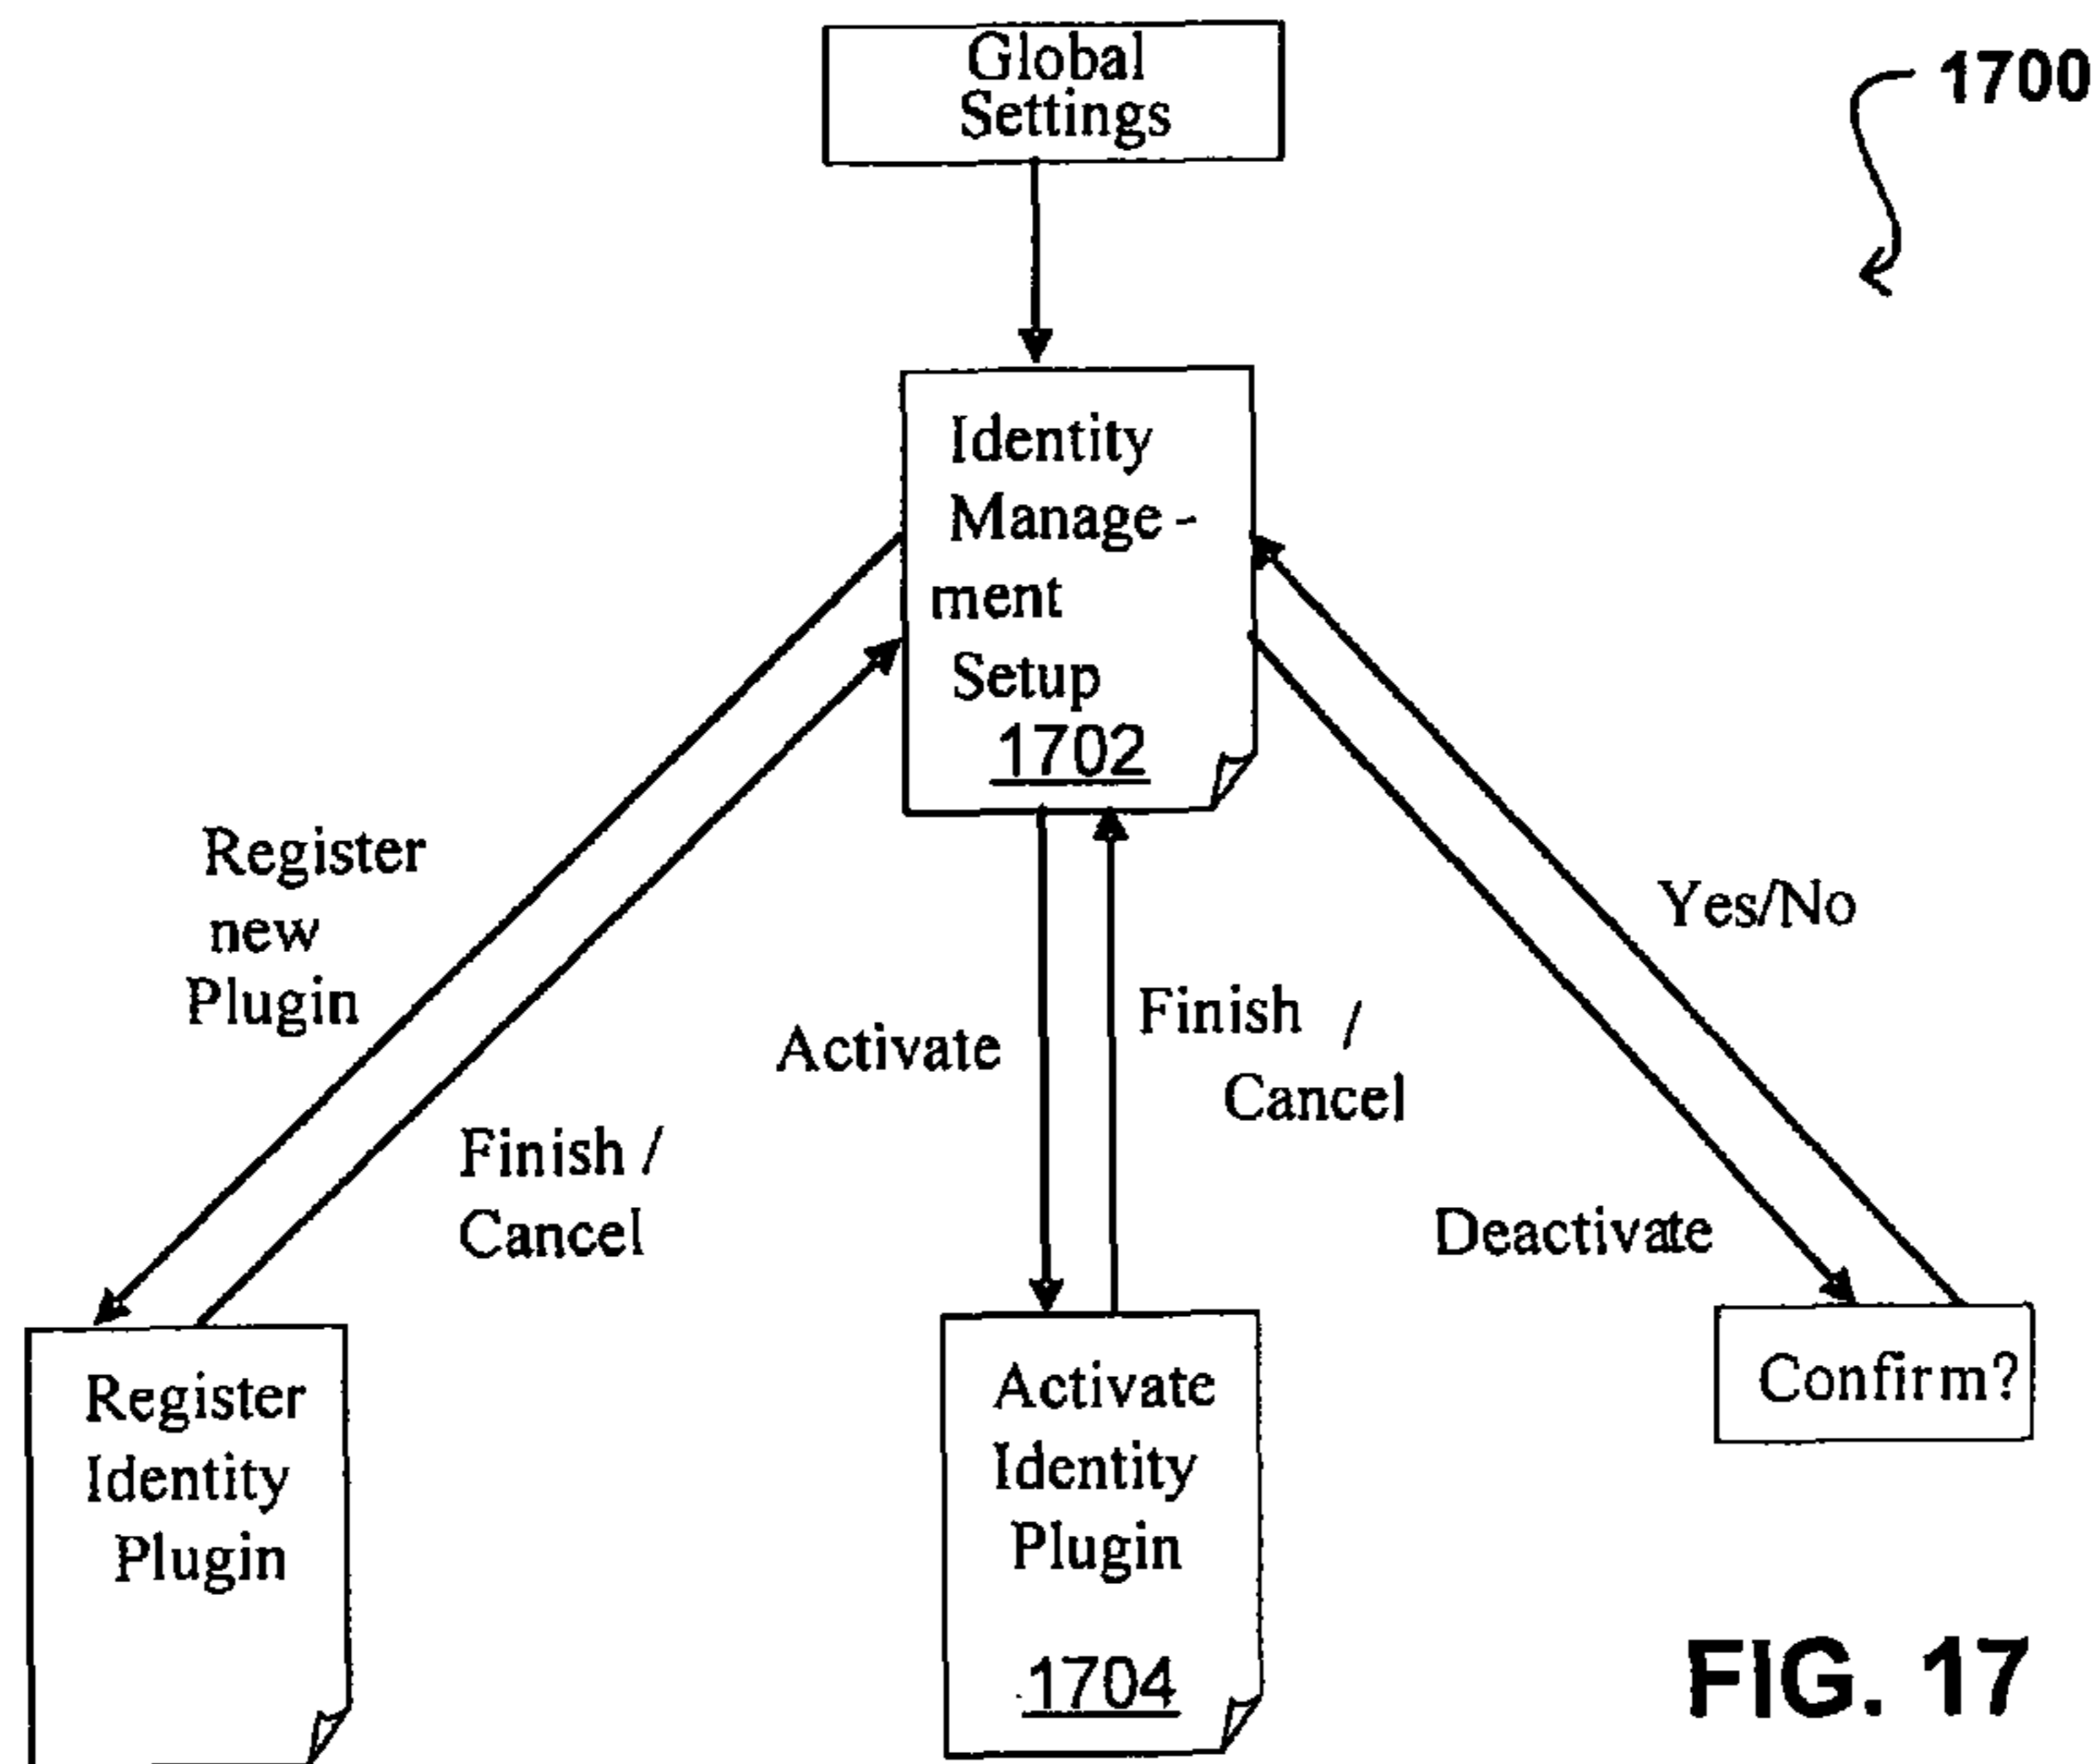 Global
Settings
1700
Identity
Manage -
ment
Setup
1702
Register
new
Plugin
Finish /
Cancel
Activate
Finish /
Cancel
Yes/No
Deactivate
Register
Identity
Plugin
Activate
Identity
Plugin
1704
Confirm?
FIG. 17